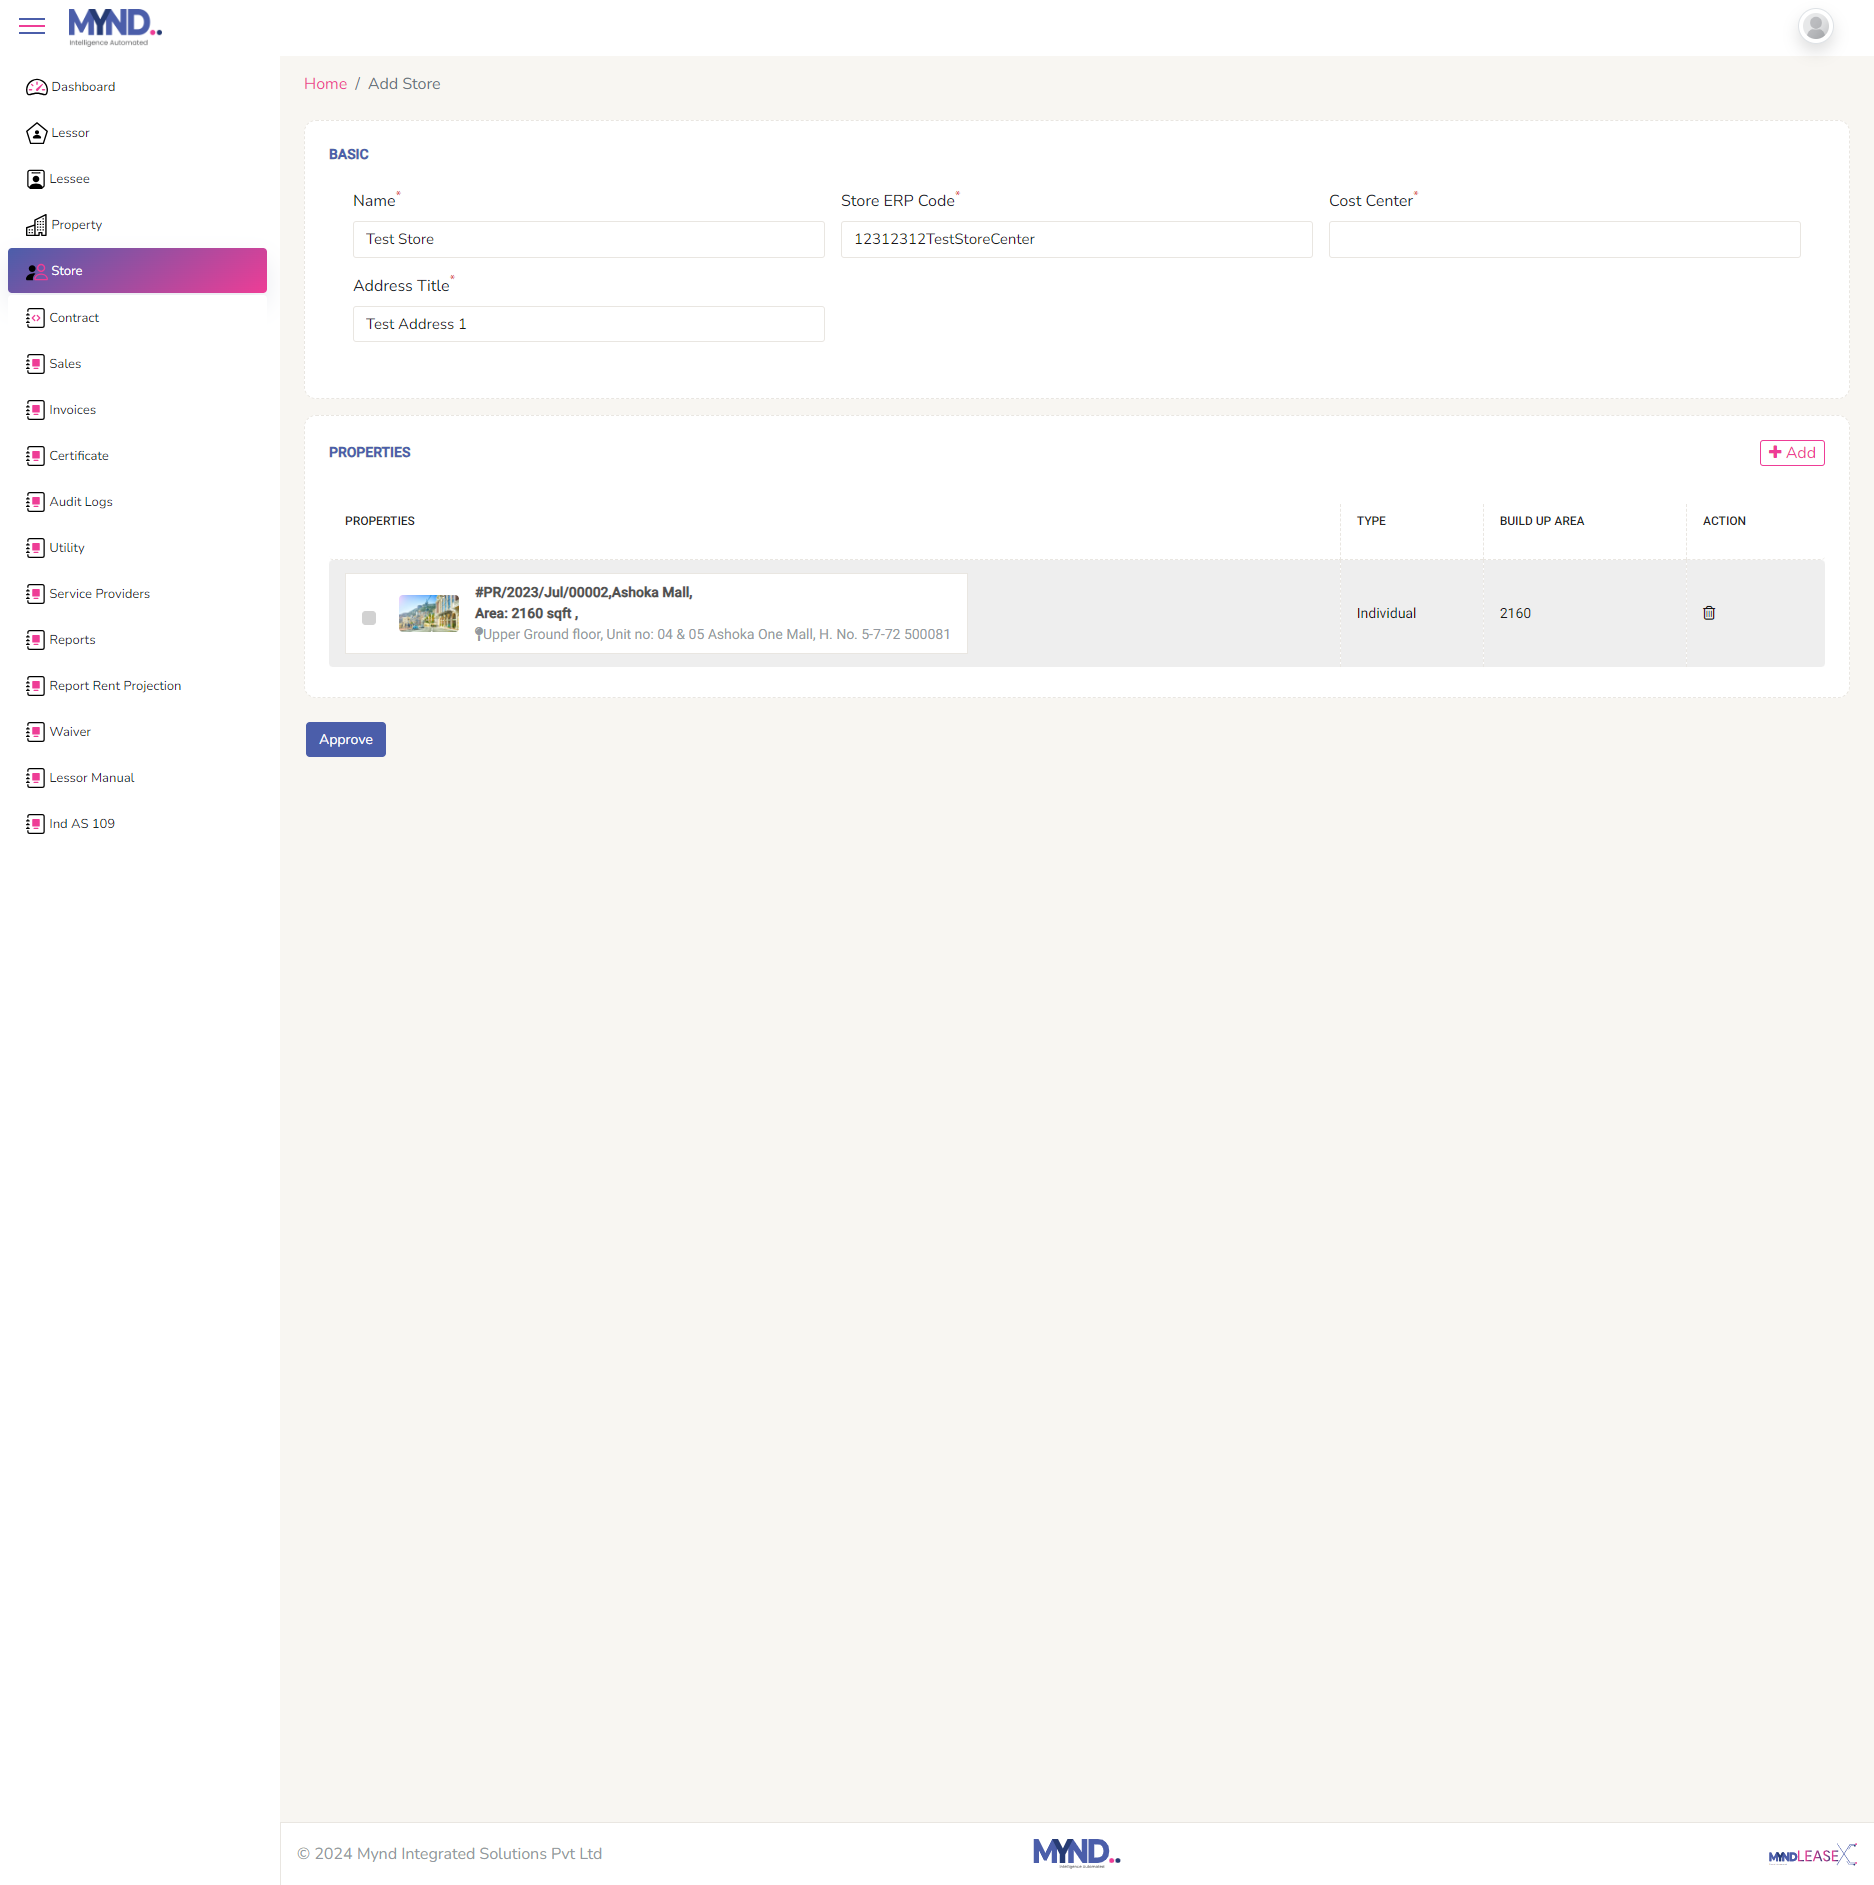 MYND..
Intelligence Automated
Dashboard
Lessor
Lessee
Property
Store
Contract
Sales
Invoices
Certificate
Audit Logs
Utility
Service Providers
Reports
Report Rent Projection
Waiver
Lessor Manual
Ind AS 109
Home / Add Store
BASIC
Name* Store ERP Code* Cost Center*
Test Store 12312312TestStoreCenter
Address Title*
Test Address 1
PROPERTIES
+ Add
PROPERTIES TYPE BUILD UP AREA ACTION
#PR/2023/Jul/00002,Ashoka Mall,
Area: 2160 sqft ,
Upper Ground floor, Unit no: 04 & 05 Ashoka One Mall, H. No. 5-7-72 500081
Individual 2160
Approve
© 2024 Mynd Integrated Solutions Pvt Ltd
MYND..
Intelligence Automated
MYNDLEASEX